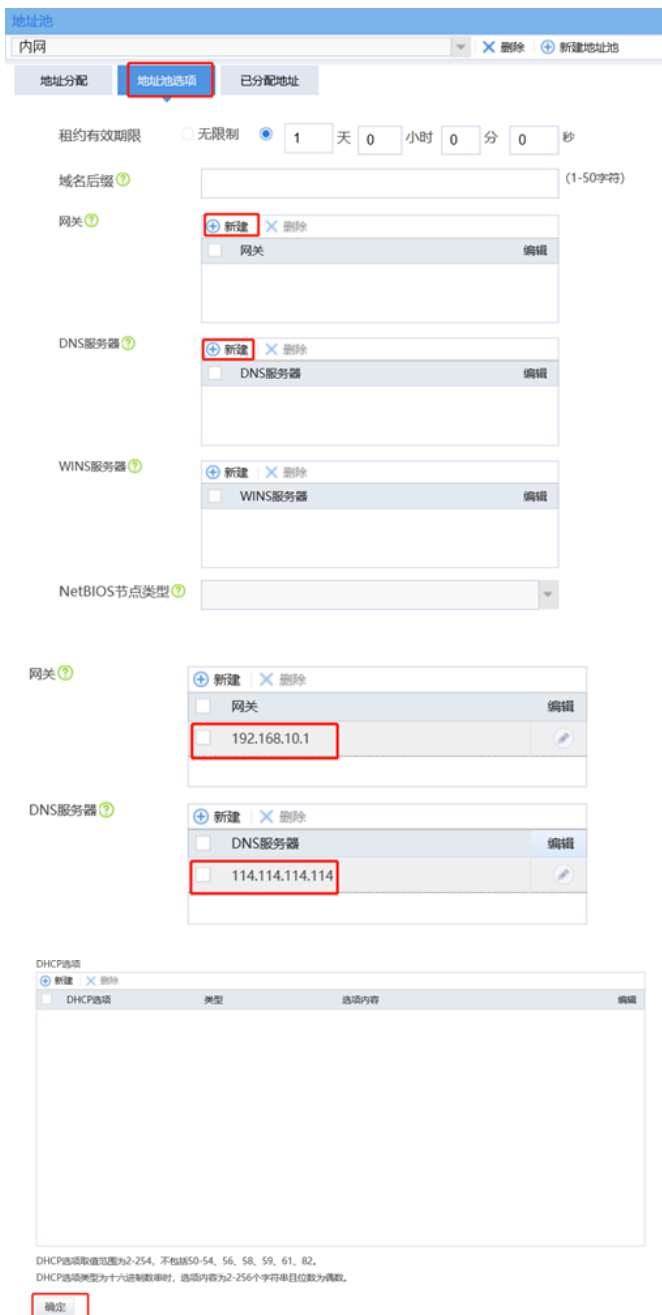 地址池
内网 删除 新建地址池
地址分配 地址池选项 已分配地址
租约有效期限 无限制 1 天 0 小时 0 分 0 秒
域名后缀 (1-50字符)
网关 新建 删除
网关 编辑
DNS服务器 新建 删除
DNS服务器 编辑
WINS服务器 新建 删除
WINS服务器 编辑
NetBIOS节点类型
网关 新建 删除
网关 编辑
192.168.10.1
DNS服务器 新建 删除
DNS服务器 编辑
114.114.114.114
DHCP选项
新建 删除
DHCP选项 类型 选项内容 编辑
DHCP选项取值范围为2-254，不包括50-54、56、58、59、61、82。
DHCP选项类型为十六进制数串时，选项内容为2-256个字符串且位数为偶数。
确定